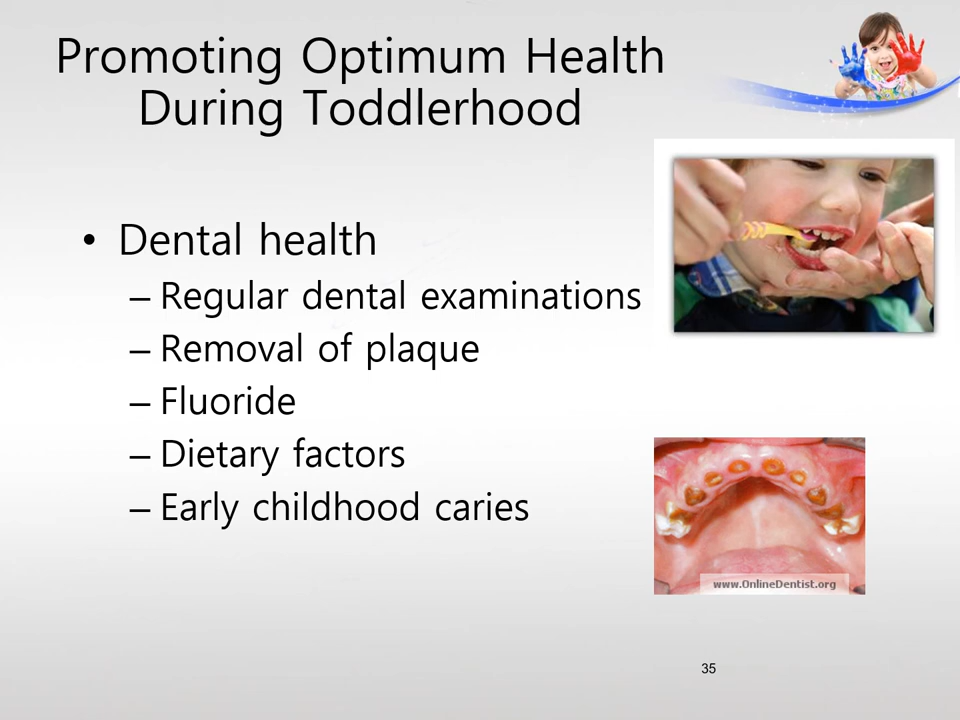 Promoting Optimum Health
During Toddlerhood
• Dental health
– Regular dental examinations
– Removal of plaque
– Fluoride
– Dietary factors
– Early childhood caries
www.OnlineDentist.org
35